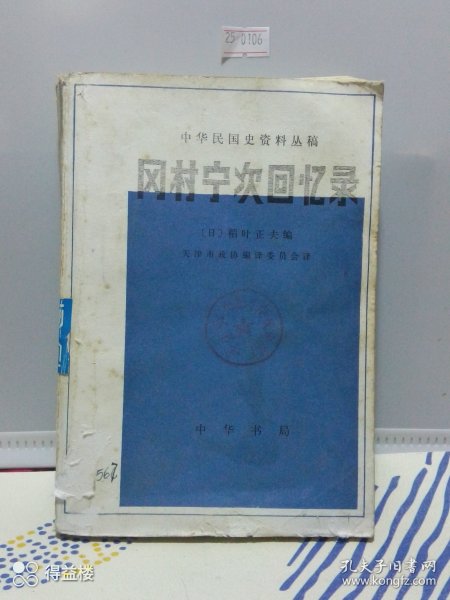 25-0106
中华民国史资料丛稿
冈村宁次回忆录
〔日〕稻叶正夫编
天津市政协编译委员会译
中华书局
567
得益楼
孔夫子旧书网
www.kongfz.com